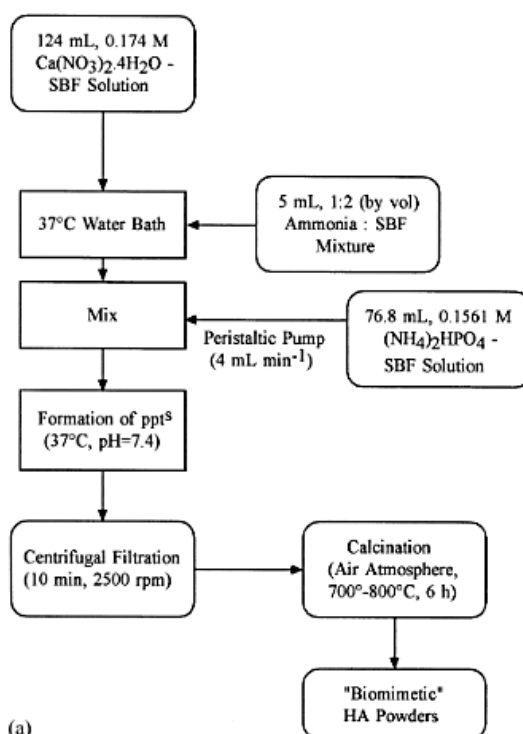 124 mL, 0.174 M
Ca(NO3)2.4H2O -
SBF Solution
37°C Water Bath
5 mL, 1:2 (by vol)
Ammonia : SBF
Mixture
Mix
Peristaltic Pump
(4 mL min-1)
76.8 mL, 0.1561 M
(NH4)2HPO4 -
SBF Solution
Formation of ppts
(37°C, pH=7.4)
Centrifugal Filtration
(10 min, 2500 rpm)
Calcination
(Air Atmosphere,
700°-800°C, 6 h)
"Biomimetic"
HA Powders
(a)